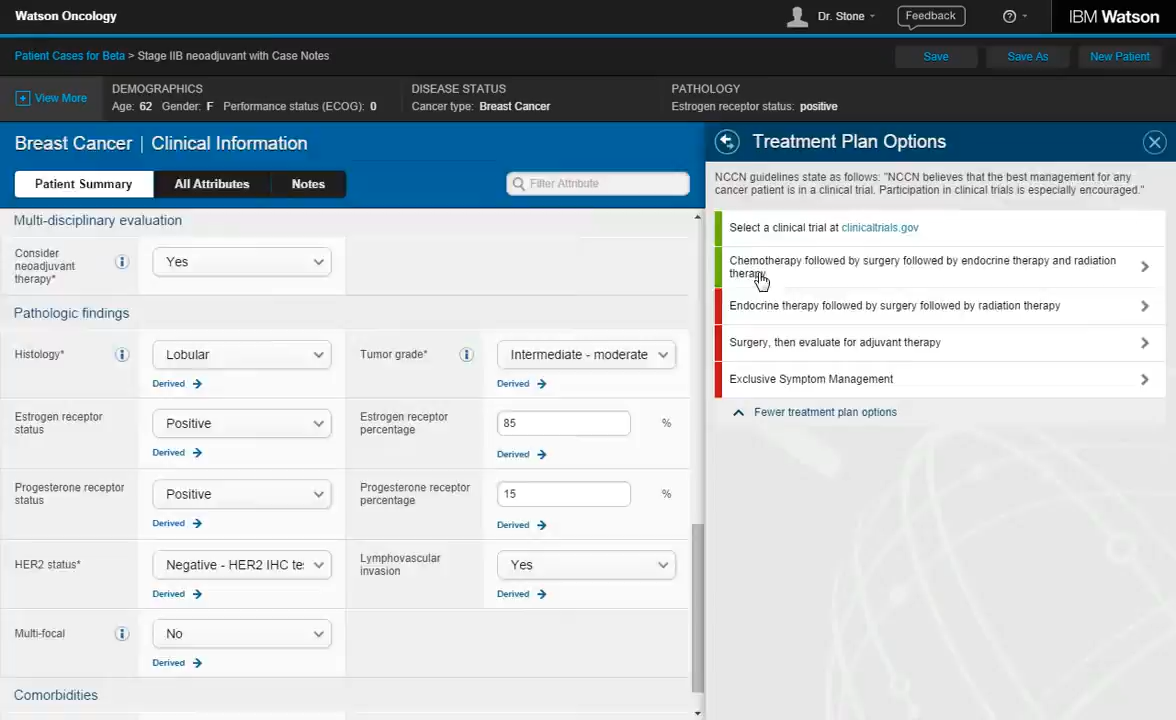 Watson Oncology
Dr. Stone
Feedback
IBM Watson
Patient Cases for Beta > Stage IIB neoadjuvant with Case Notes
Save
Save As
New Patient
View More
DEMOGRAPHICS
Age: 62 Gender: F Performance status (ECOG): 0
DISEASE STATUS
Cancer type: Breast Cancer
PATHOLOGY
Estrogen receptor status: positive
Breast Cancer | Clinical Information
Patient Summary
All Attributes
Notes
Filter Attribute
Multi-disciplinary evaluation
Consider
neoadjuvant
therapy*
Yes
Pathologic findings
Histology*
Lobular
Derived
Tumor grade*
Intermediate - moderate
Derived
Estrogen receptor
status
Positive
Derived
Estrogen receptor
percentage
85
%
Derived
Progesterone receptor
status
Positive
Derived
Progesterone receptor
percentage
15
%
Derived
HER2 status*
Negative - HER2 IHC te
Derived
Lymphovascular
invasion
Yes
Derived
Multi-focal
No
Derived
Comorbidities
Treatment Plan Options
NCCN guidelines state as follows: "NCCN believes that the best management for any
cancer patient is in a clinical trial. Participation in clinical trials is especially encouraged."
Select a clinical trial at clinicaltrials.gov
Chemotherapy followed by surgery followed by endocrine therapy and radiation
therapy
Endocrine therapy followed by surgery followed by radiation therapy
Surgery, then evaluate for adjuvant therapy
Exclusive Symptom Management
Fewer treatment plan options